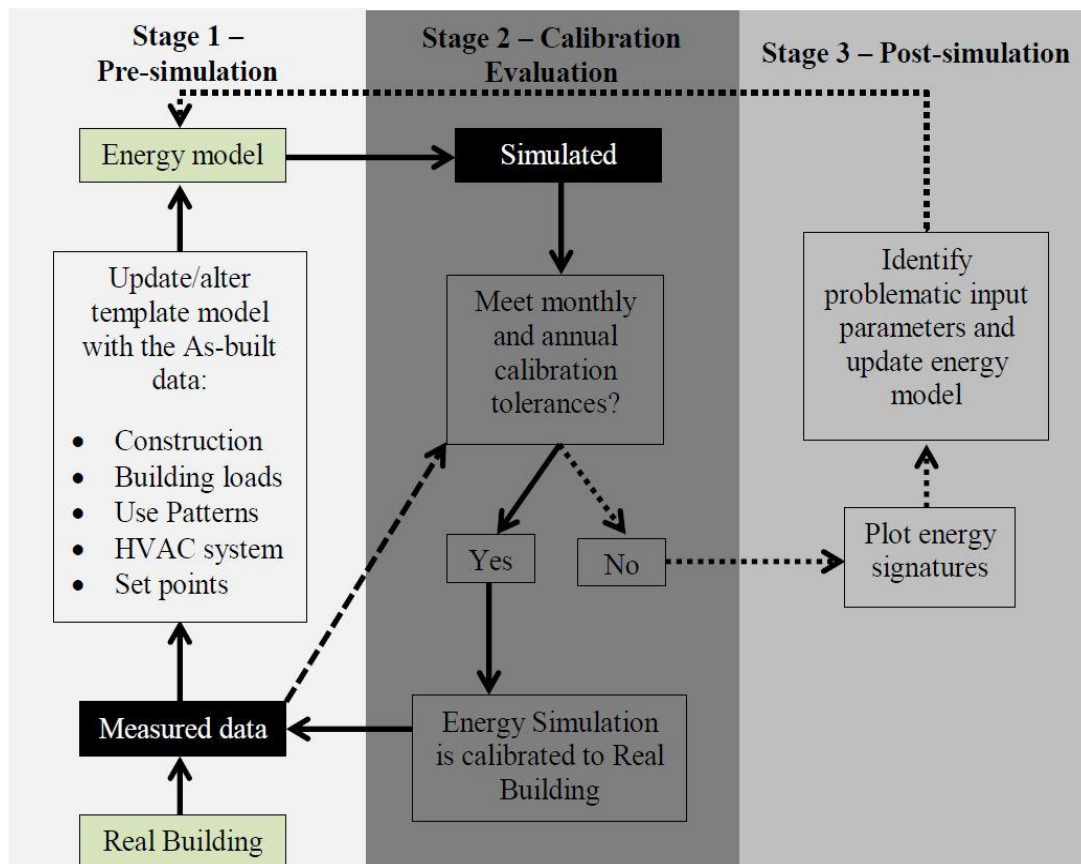 Stage 1 –
Pre-simulation
Energy model
Update/alter
template model
with the As-built
data:
• Construction
• Building loads
• Use Patterns
• HVAC system
• Set points
Measured data
Real Building
Stage 2 – Calibration
Evaluation
Simulated
Meet monthly
and annual
calibration
tolerances?
Yes
No
Energy Simulation
is calibrated to Real
Building
Stage 3 – Post-simulation
Identify
problematic input
parameters and
update energy
model
Plot energy
signatures